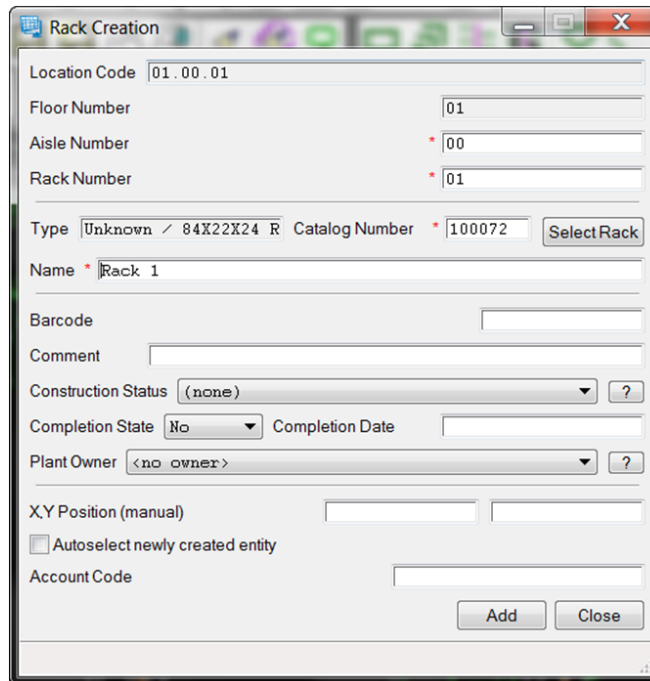 Rack Creation
Location Code 01.00.01
Floor Number 01
Aisle Number * 00
Rack Number * 01
Type Unknown / 84X22X24 R Catalog Number * 100072 Select Rack
Name * Rack 1
Barcode
Comment
Construction Status (none) ?
Completion State No Completion Date
Plant Owner <no owner> ?
X,Y Position (manual)
Autoselect newly created entity
Account Code
Add Close